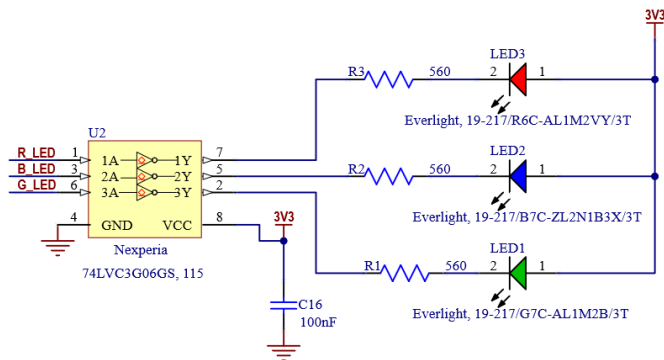 3V3
LED3
R3 560 2 1
Everlight, 19-217/R6C-AL1M2VY/3T
U2
R_LED 1 1A 1Y 7
B_LED 3 2A 2Y 5
G_LED 6 3A 3Y 2
4 GND VCC 8
Nexperia
74LVC3G06GS, 115
LED2
R2 560 2 1
Everlight, 19-217/B7C-ZL2N1B3X/3T
3V3
LED1
R1 560 2 1
Everlight, 19-217/G7C-AL1M2B/3T
C16
100nF